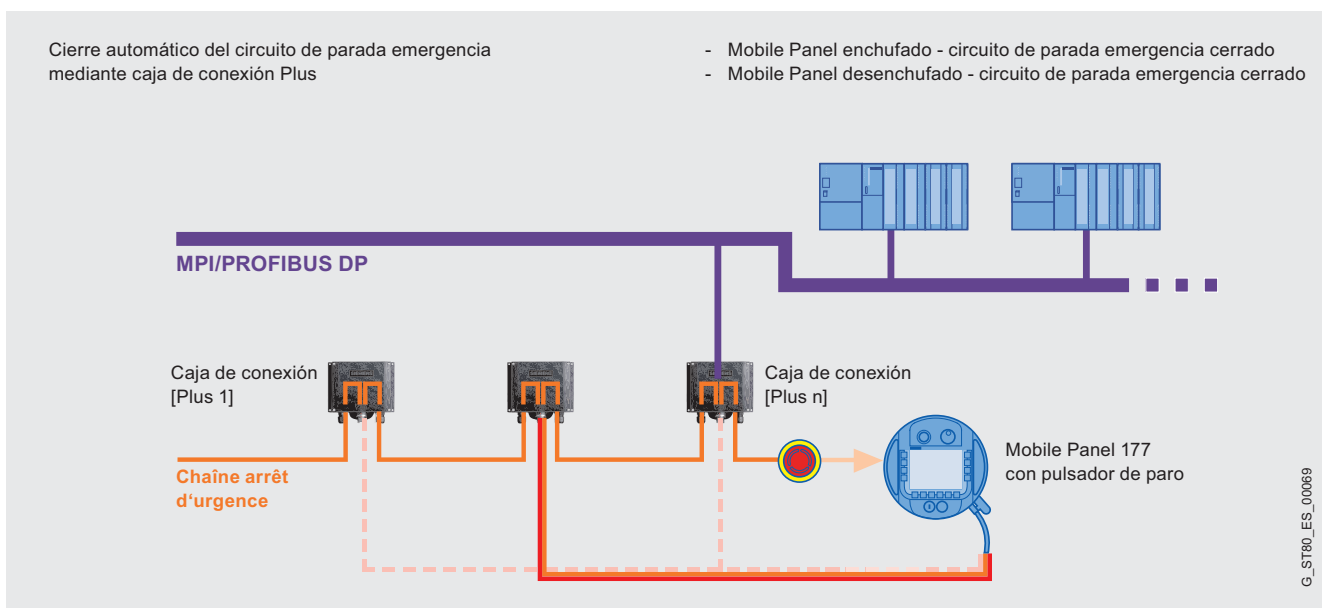 Cierre automático del circuito de parada emergencia
mediante caja de conexión Plus
- Mobile Panel enchufado - circuito de parada emergencia cerrado
- Mobile Panel desenchufado - circuito de parada emergencia cerrado
MPI/PROFIBUS DP
Caja de conexión
[Plus 1]
Caja de conexión
[Plus n]
Chaîne arrêt
d‘urgence
Mobile Panel 177
con pulsador de paro
G_ST80_ES_00069